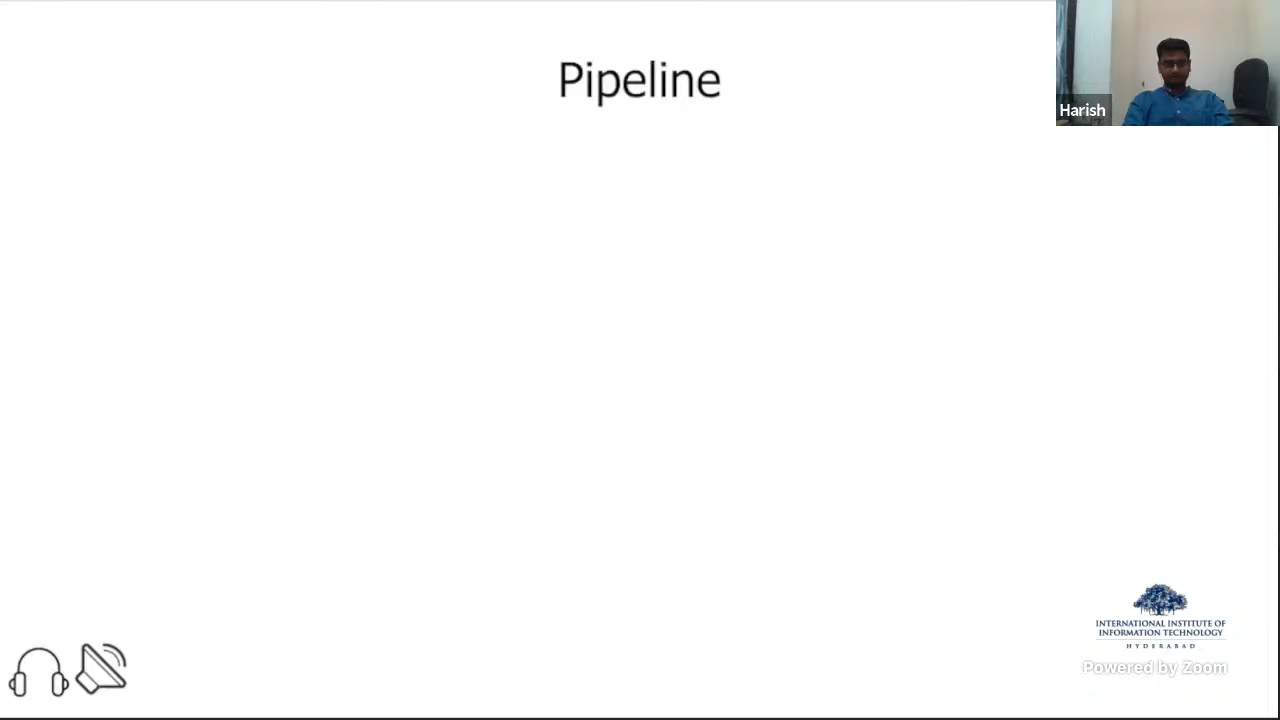 Pipeline
Harish
INTERNATIONAL INSTITUTE OF
INFORMATION TECHNOLOGY
HYDERABAD
Powered by Zoom